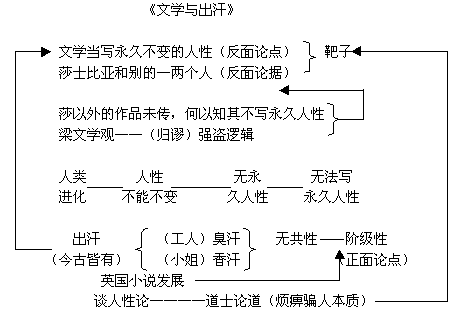 《文学与出汗》
文学当写永久不变的人性（反面论点） 靶子
莎士比亚和别的一两个人（反面论据）
莎以外的作品未传，何以知其不写永久人性
梁文学观——（归谬）强盗逻辑
人类 人性 无永 无法写
进化 不能不变 久人性 永久人性
出汗 （工人）臭汗 无共性——阶级性
（今古皆有） （小姐）香汗 正面论点）
英国小说发展
谈人性论————道士论道（烦痹骗人本质）